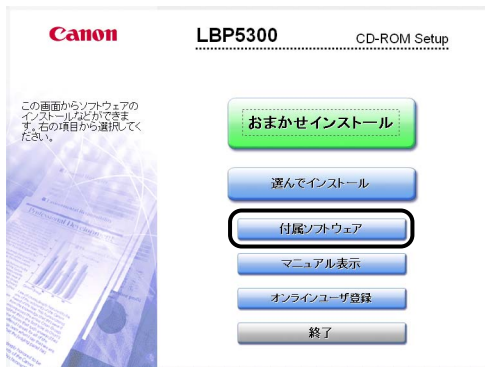 Canon
LBP5300
CD-ROM Setup
この画面からソフトウェアの
インストールなどができま
す。右の項目から選択してく
ださい。
おまかせインストール
選んでインストール
付属ソフトウェア
マニュアル表示
オンラインユーザ登録
終了